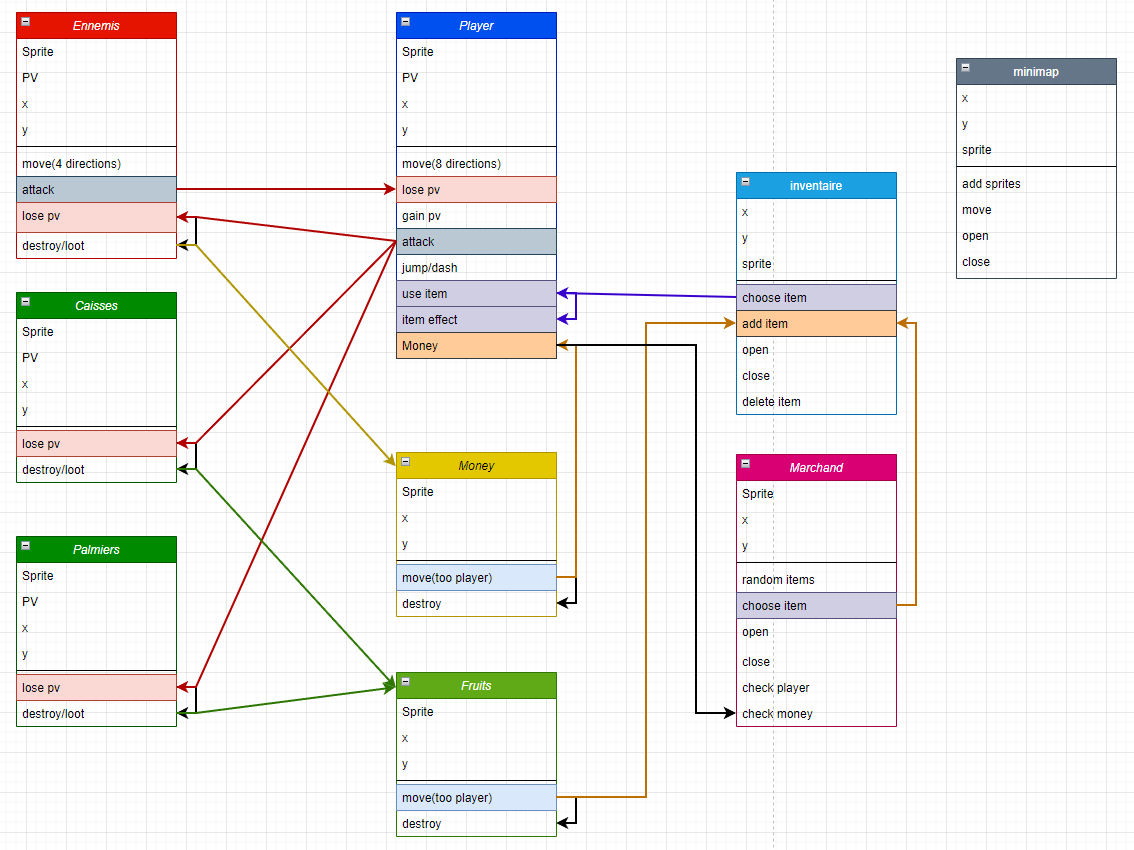 Ennemis
Sprite
PV
x
y
move(4 directions)
attack
lose pv
destroy/loot
Caisses
Sprite
PV
x
y
lose pv
destroy/loot
Palmiers
Sprite
PV
x
y
lose pv
destroy/loot
Player
Sprite
PV
x
y
move(8 directions)
lose pv
gain pv
attack
jump/dash
use item
item effect
Money
Money
Sprite
x
y
move(too player)
destroy
Fruits
Sprite
x
y
move(too player)
destroy
inventaire
x
y
sprite
choose item
add item
open
close
delete item
Marchand
Sprite
x
y
random items
choose item
open
close
check player
check money
minimap
x
y
sprite
add sprites
move
open
close